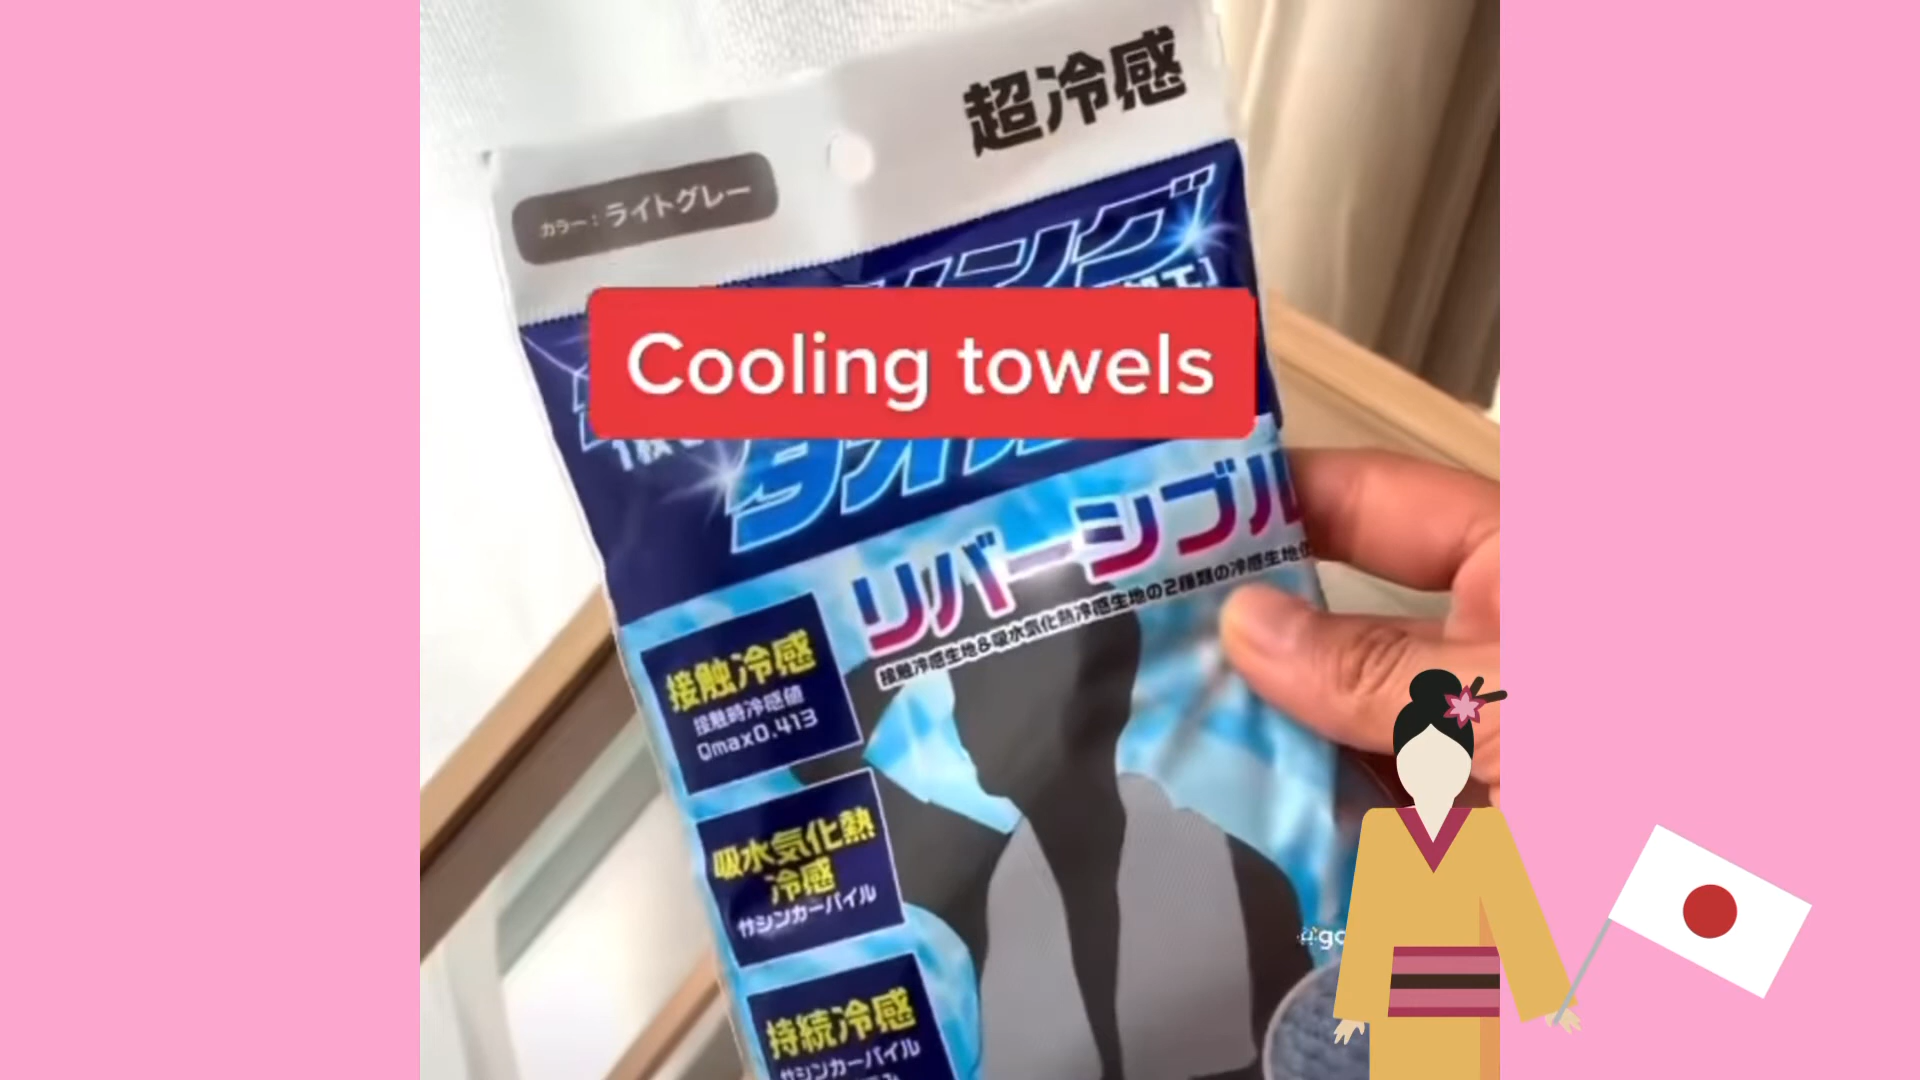 超冷感
カラー：ライトグレー
Cooling towels
タオル
リバーシブル
接触冷感生地&吸水気化熱冷感生地の2種類の冷感生地
接触冷感
接触時冷感値
Qmax0.413
吸水気化熱
冷感
サシンカーパイル
持続冷感
サシンカーパイル